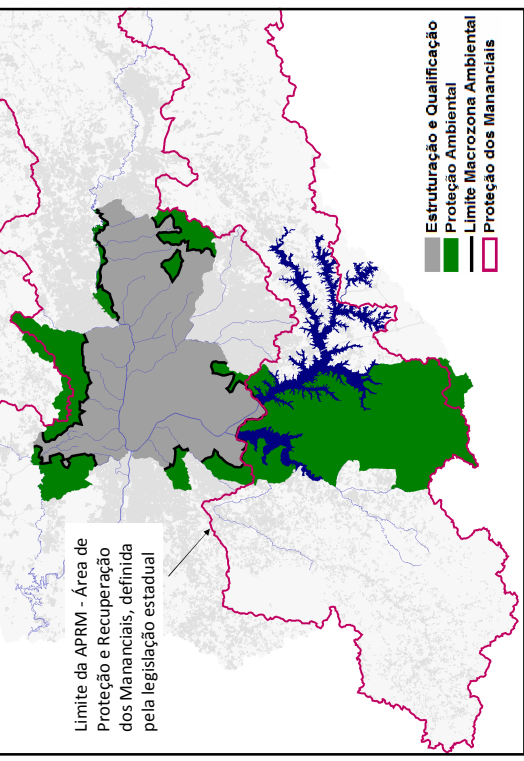 Limite da APRM - Área de
Proteção e Recuperação
dos Mananciais, definida
pela legislação estadual
Estruturação e Qualificação
Proteção Ambiental
Limite Macrozona Ambiental
Proteção dos Mananciais